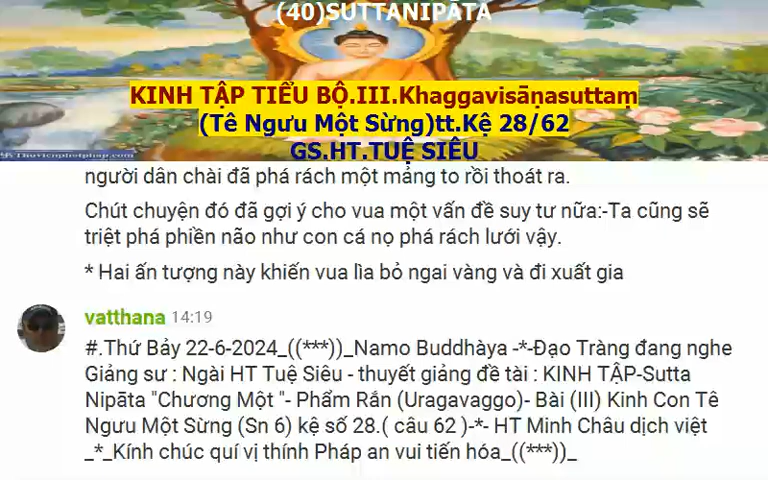 (40)SUTTANIPĀTA
KINH TẬP TIỂU BỘ.III.Khaggavisāṇasuttaṃ
(Tê Ngưu Một Sừng)tt.Kệ 28/62
GS.HT.TUỆ SIÊU
Thuvienphatphap.com
người dân chài đã phá rách một mảng to rồi thoát ra.
Chút chuyện đó đã gợi ý cho vua một vấn đề suy tư nữa:-Ta cũng sẽ
triệt phá phiền não như con cá nọ phá rách lưới vậy.
* Hai ấn tượng này khiến vua lìa bỏ ngai vàng và đi xuất gia
vatthana 14:19
#.Thứ Bảy 22-6-2024_((***))_Namo Buddhàya -*-Đạo Tràng đang nghe
Giảng sư : Ngài HT Tuệ Siêu - thuyết giảng đề tài : KINH TẬP-Sutta
Nipāta "Chương Một "- Phẩm Rắn (Uragavaggo)- Bài (III) Kinh Con Tê
Ngưu Một Sừng (Sn 6) kệ số 28.( câu 62 )-*- HT Minh Châu dịch việt
_*_Kính chúc quí vị thính Pháp an vui tiến hóa_((***))_